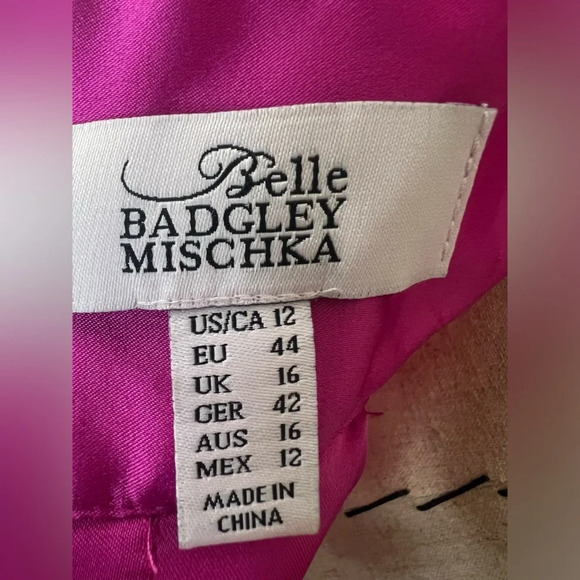 Belle
BADGLEY
MISCHKA
US/CA 12
EU 44
UK 16
GER 42
AUS 16
MEX 12
MADE IN
CHINA